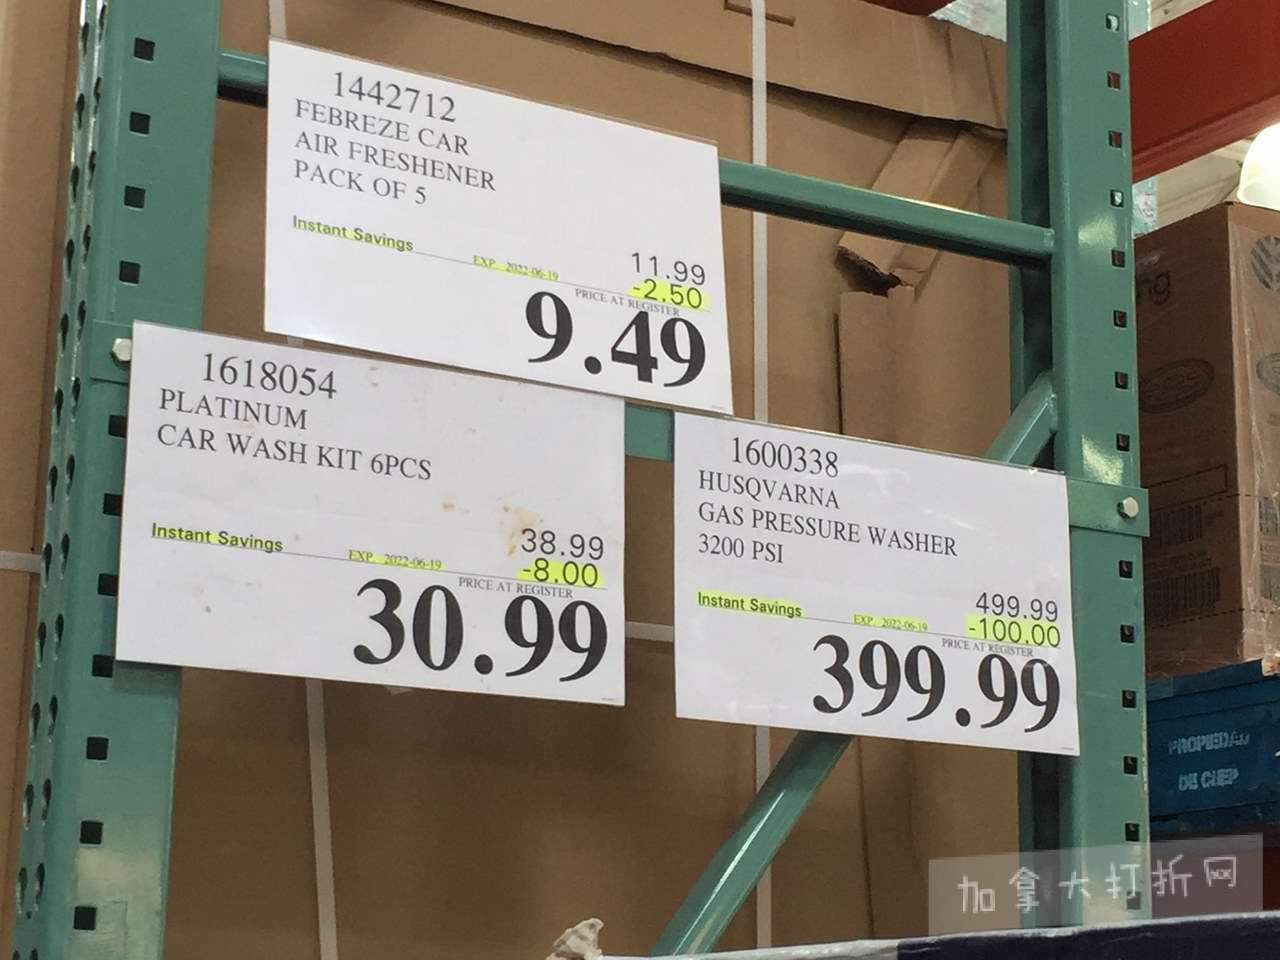 1442712
FEBREZE CAR
AIR FRESHENER
PACK OF 5
Instant Savings
EXP. 2022-06-19
11.99
-2.50
PRICE AT REGISTER
9.49
1618054
PLATINUM
CAR WASH KIT 6PCS
Instant Savings
EXP. 2022-06-19
38.99
-8.00
PRICE AT REGISTER
30.99
1600338
HUSQVARNA
GAS PRESSURE WASHER
3200 PSI
Instant Savings
EXP. 2022-06-19
499.99
-100.00
PRICE AT REGISTER
399.99
PROPIEDAD
DE CHEP
加拿大打折网